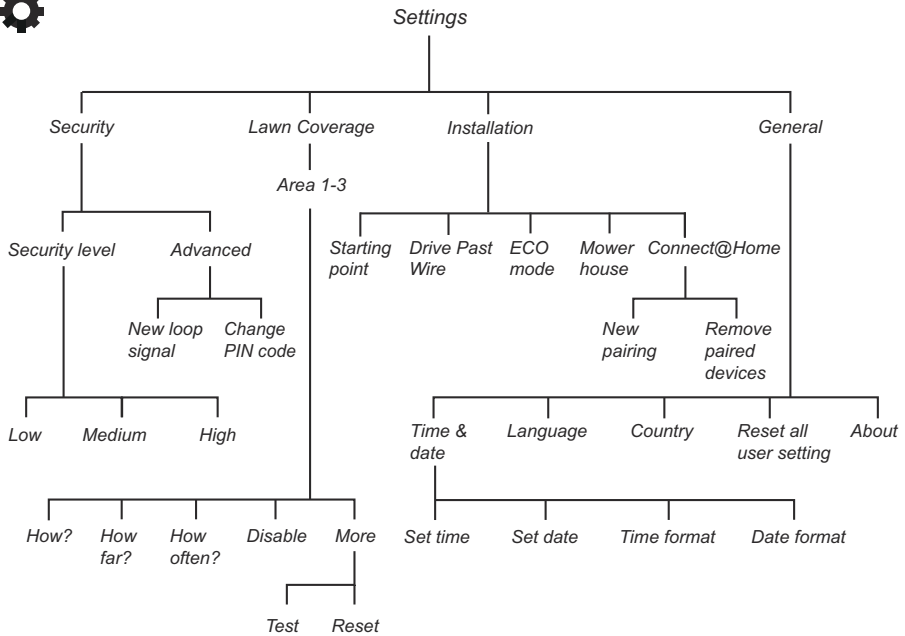 Settings
Security
Lawn Coverage
Installation
General
Area 1-3
Security level
Advanced
Starting
point
Drive Past
Wire
ECO
mode
Mower
house
Connect@Home
New loop
signal
Change
PIN code
New
pairing
Remove
paired
devices
Low
Medium
High
Time &
date
Language
Country
Reset all
user setting
About
How?
How
far?
How
often?
Disable
More
Set time
Set date
Time format
Date format
Test
Reset